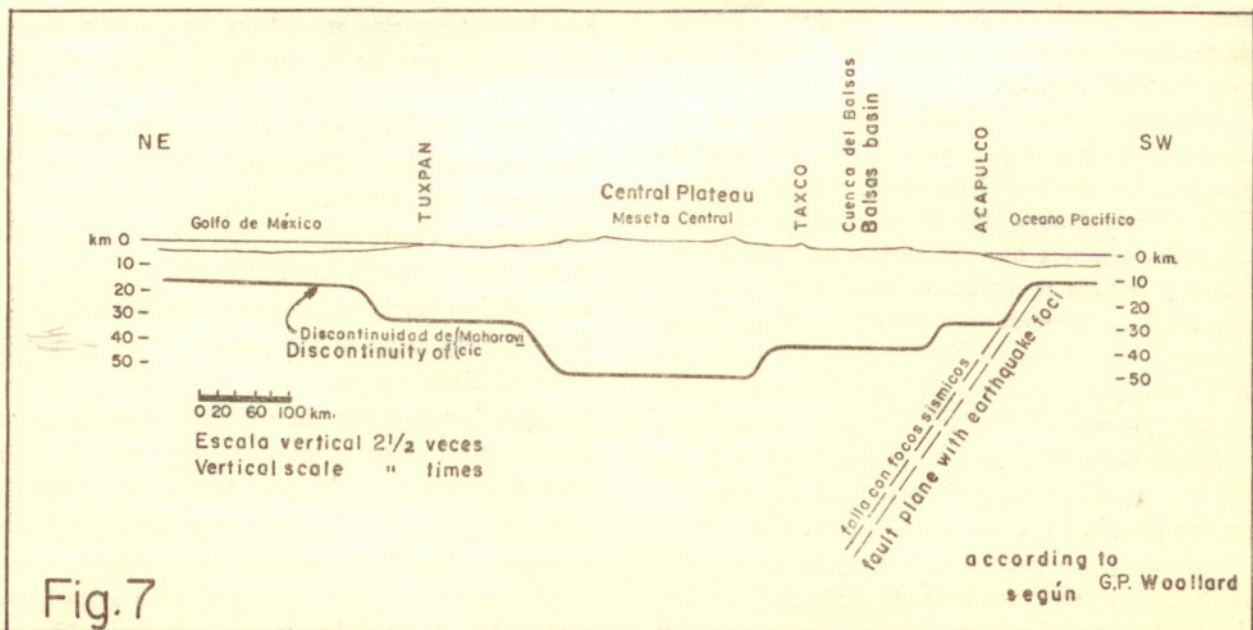 NE
SW
TUXPAN
Central Plateau
Meseta Central
TAXCO
Cuenca del Balsas
Balsas basin
ACAPULCO
Golfo de México
Oceano Pacifico
km 0
10 -
20 -
30 -
40 -
50 -
- 0 km.
- 10
- 20
- 30
- 40
- 50
Discontinuidad de Mohorovi
Discontinuity of cic
0 20 60 100 km.
Escala vertical 2 1/2 veces
Vertical scale " times
falla con focos sismicos
fault plane with earthquake foci
according to
según G.P. Woollard
Fig.7